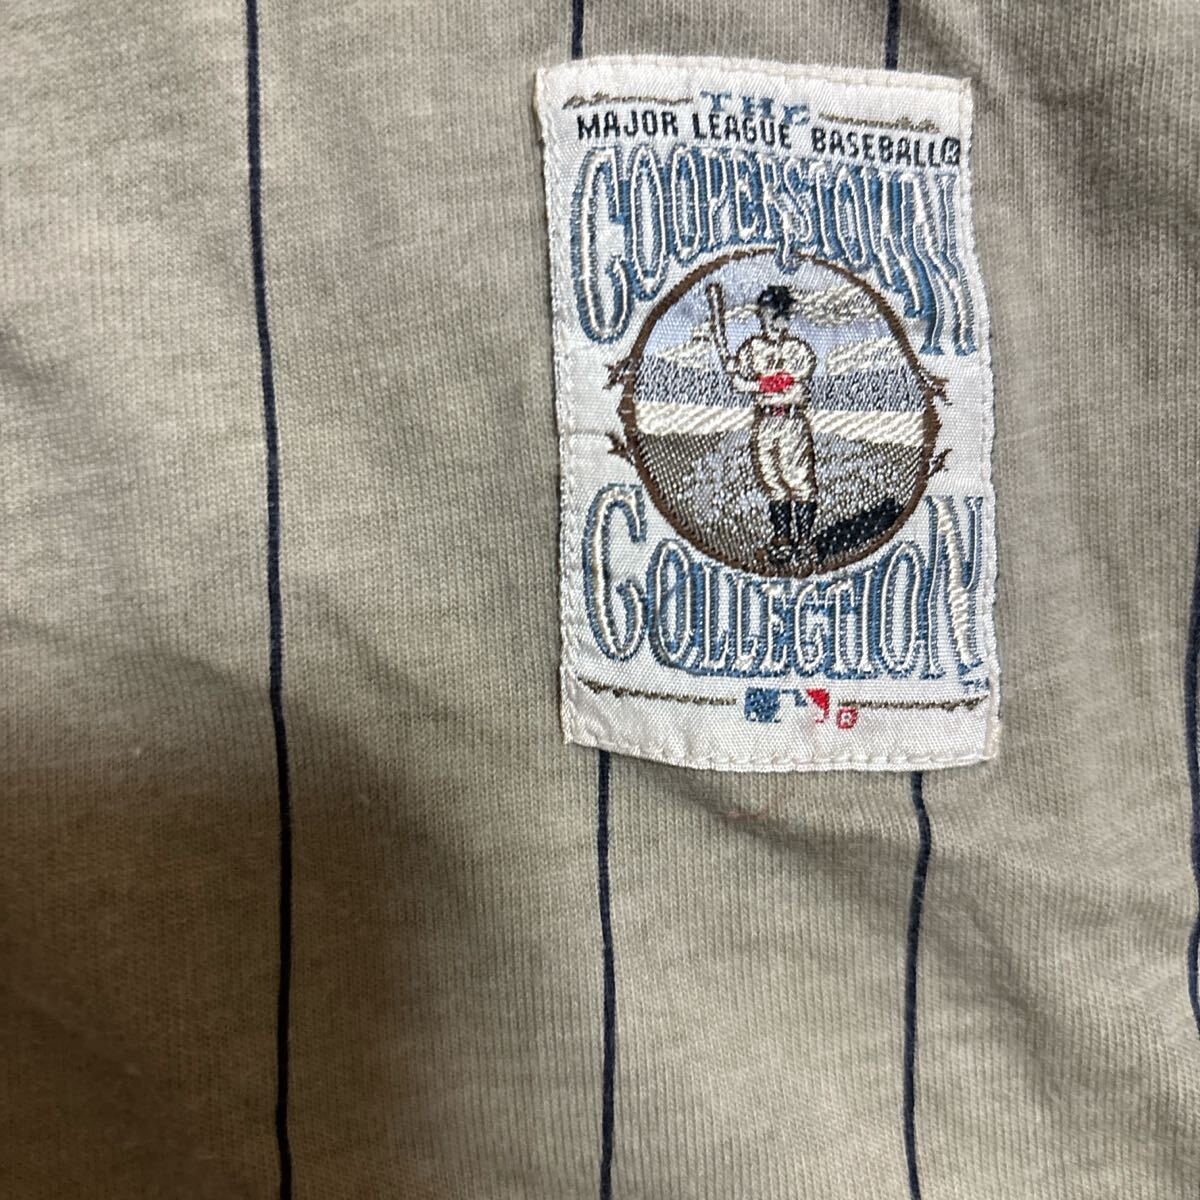 THE
MAJOR LEAGUE BASEBALL®
COOPERSTOWN
COLLECTION
®